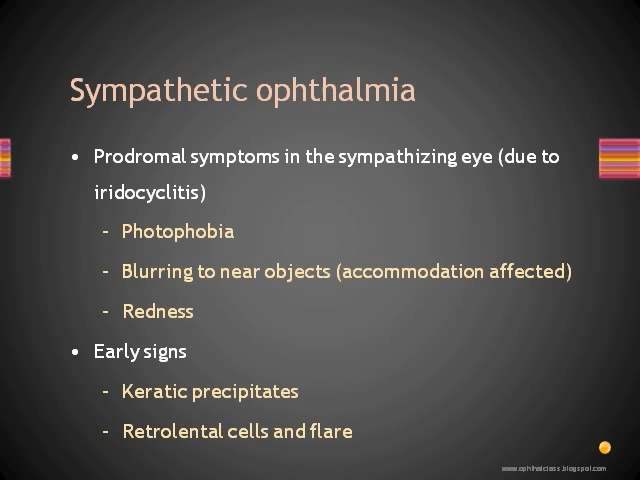 Sympathetic ophthalmia
• Prodromal symptoms in the sympathizing eye (due to
iridocyclitis)
- Photophobia
- Blurring to near objects (accommodation affected)
- Redness
• Early signs
- Keratic precipitates
- Retrolental cells and flare
www.ophthalclass.blogspot.com